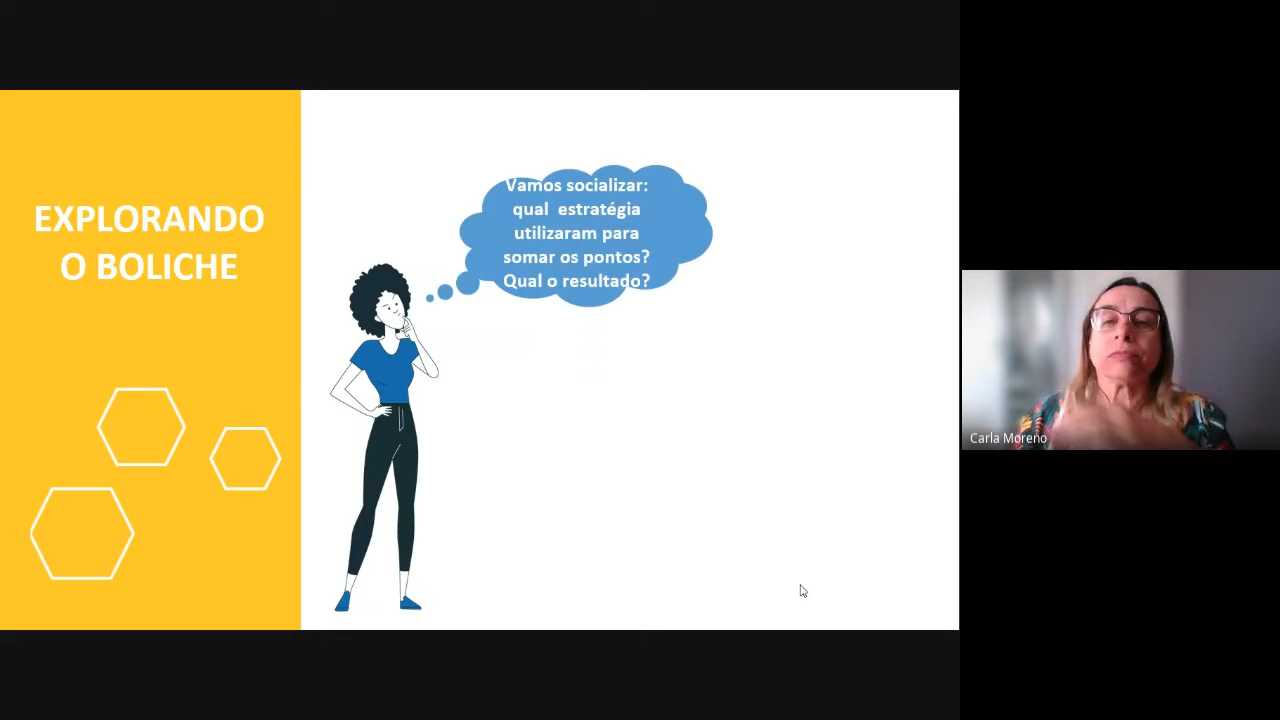 EXPLORANDO
O BOLICHE
Vamos socializar:
qual  estratégia
utilizaram para
somar os pontos?
Qual o resultado?
Carla Moreno